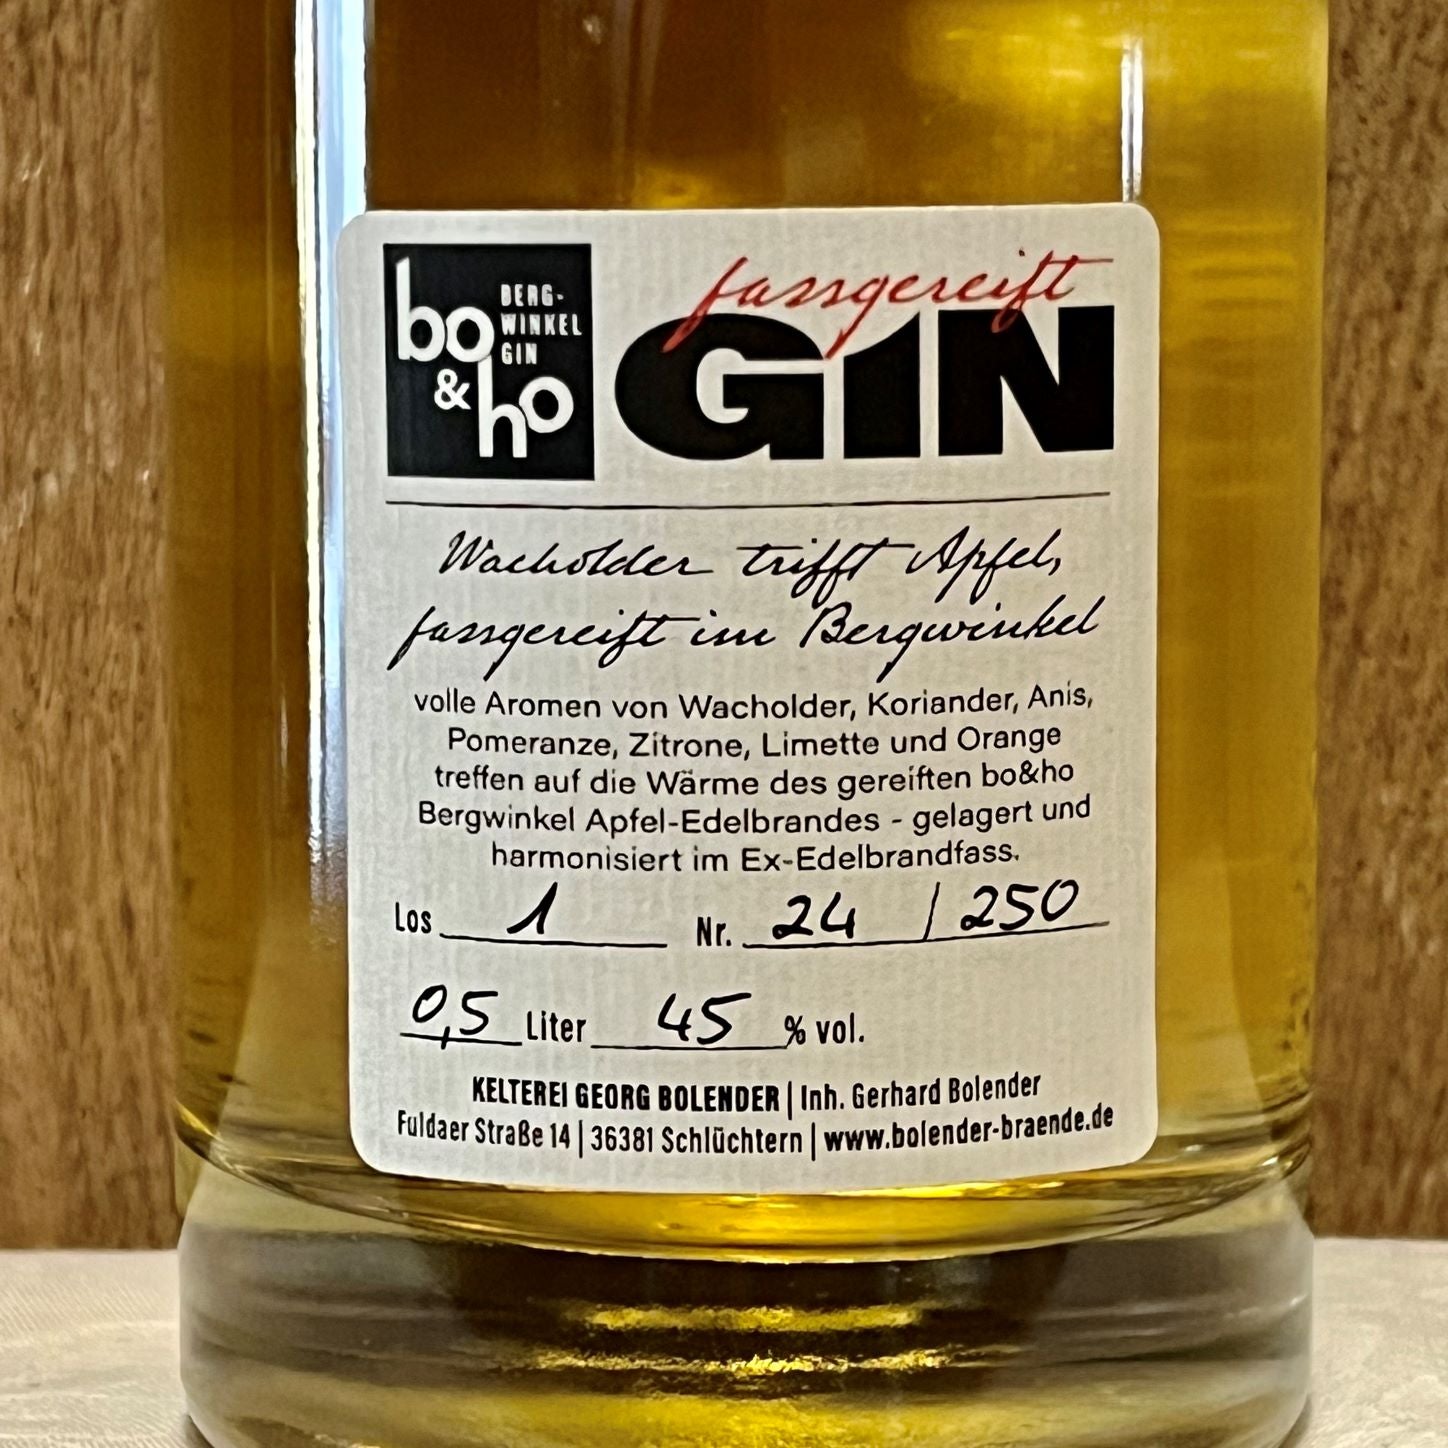 bo&ho
BERG-
WINKEL
GIN
fassgereift
GIN
Wacholder trifft Apfel,
fassgereift im Bergwinkel
volle Aromen von Wacholder, Koriander, Anis,
Pomeranze, Zitrone, Limette und Orange
treffen auf die Wärme des gereiften bo&ho
Bergwinkel Apfel-Edelbrandes - gelagert und
harmonisiert im Ex-Edelbrandfass.
Los 1 Nr. 24 / 250
0,5 Liter 45 % vol.
KELTEREI GEORG BOLENDER | Inh. Gerhard Bolender
Fuldaer Straße 14 | 36381 Schlüchtern | www.bolender-braende.de